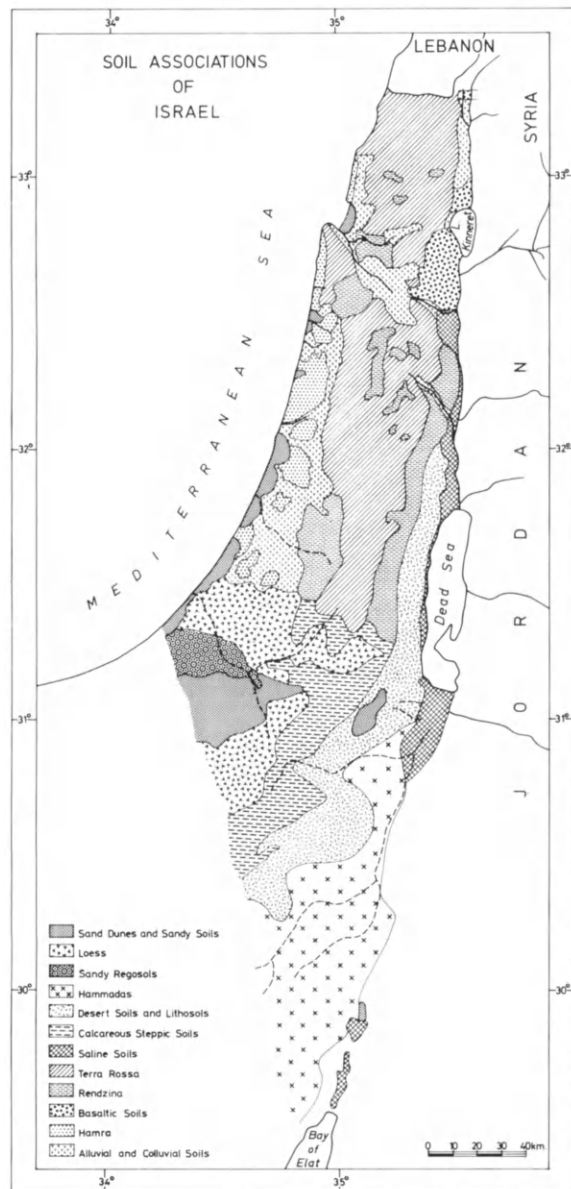 34°
35°
SOIL ASSOCIATIONS
OF
ISRAEL
LEBANON
SYRIA
33°
33°
L.
Kinneret
MEDITERRANEAN SEA
32°
32°
JORDAN
Dead Sea
31°
31°
Sand Dunes and Sandy Soils
Loess
Sandy Regosols
Hammadas
Desert Soils and Lithosols
Calcareous Steppic Soils
Saline Soils
Terra Rossa
Rendzina
Basaltic Soils
Hamra
Alluvial and Colluvial Soils
30°
30°
Bay
of
Elat
0 10 20 30 40km.
34°
35°